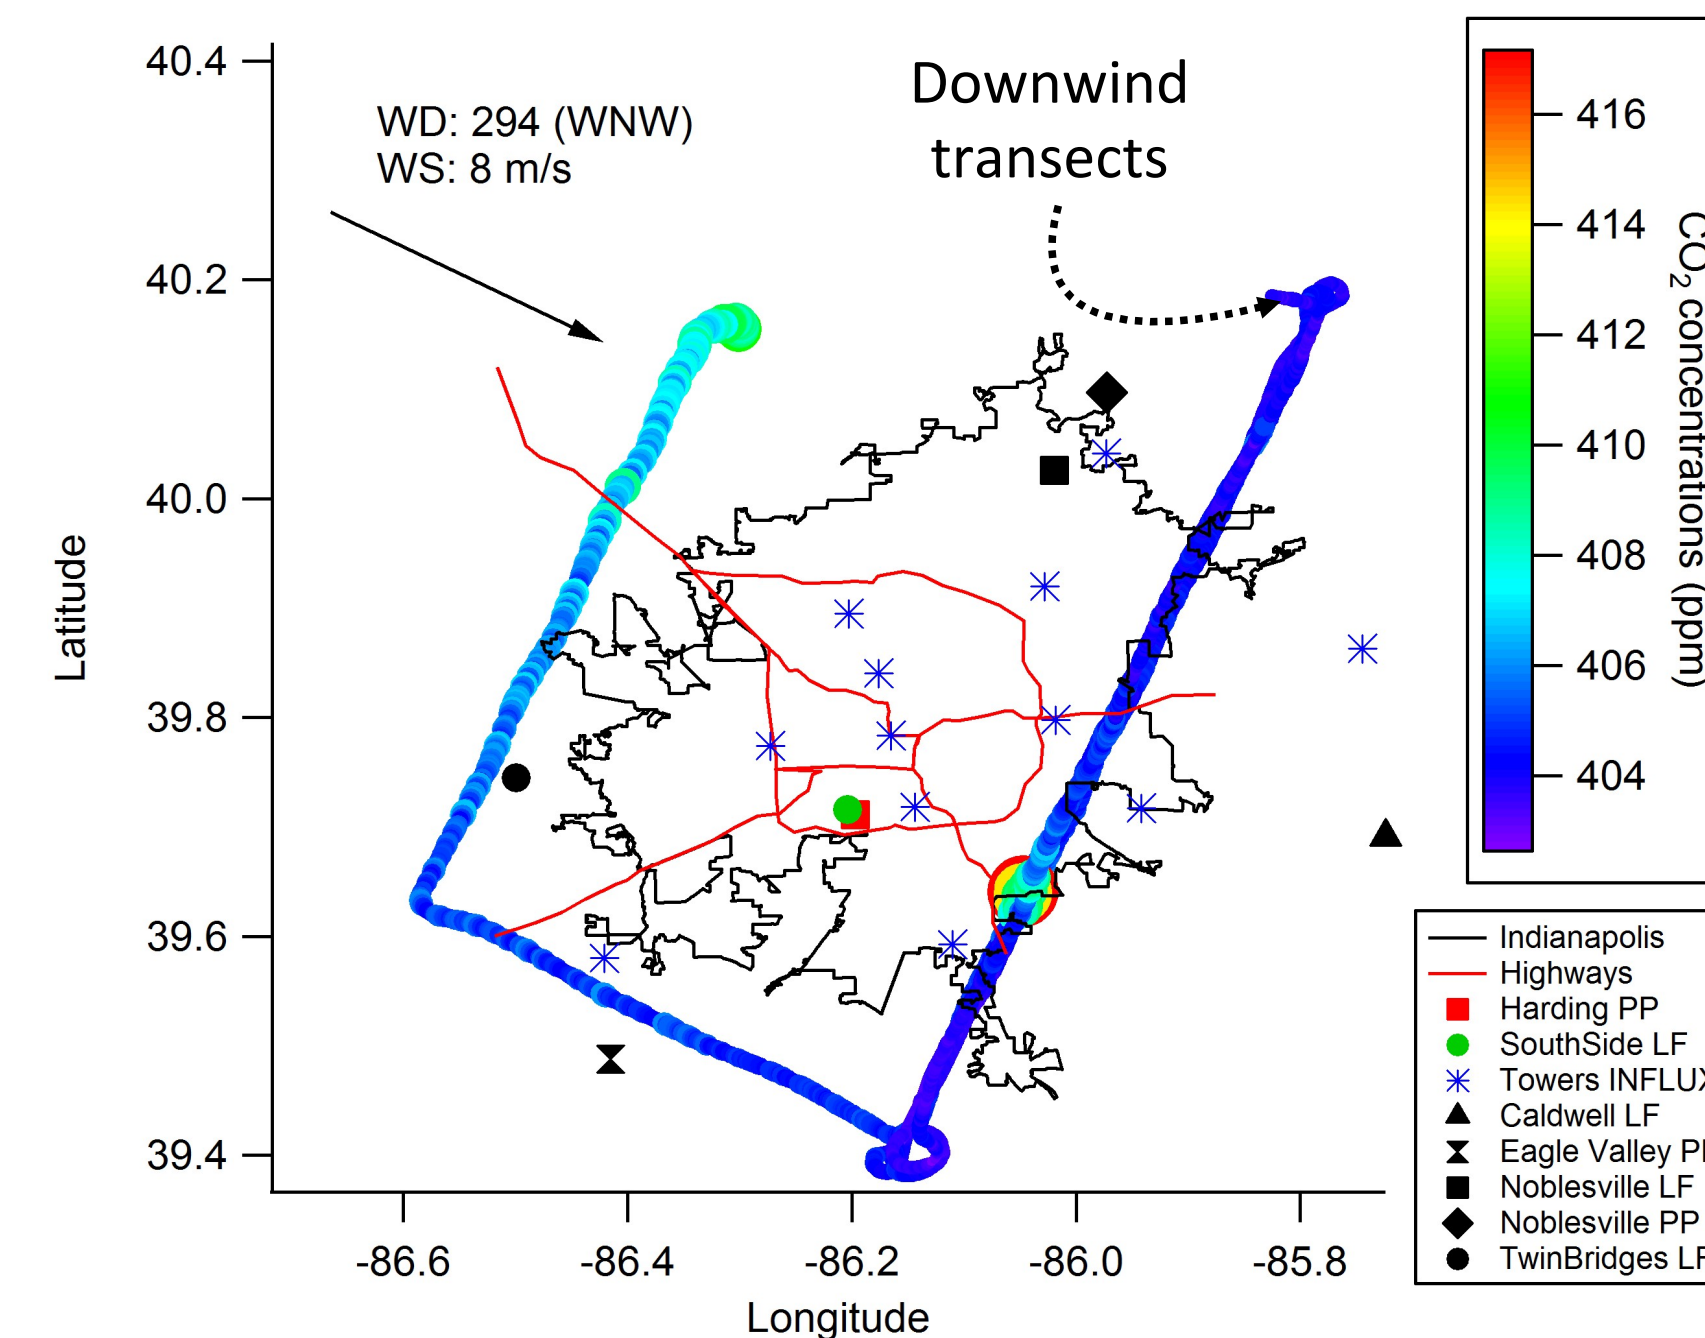 40.4
40.2
40.0
39.8
39.6
39.4
Latitude
WD: 294 (WNW)
WS: 8 m/s
Downwind
transects
-86.6
-86.4
-86.2
-86.0
-85.8
Longitude
416
414
412
410
408
406
404
CO2 concentrations (ppm)
Indianapolis
Highways
Harding PP
SouthSide LF
Towers INFLUX
Caldwell LF
Eagle Valley PP
Noblesville LF
Noblesville PP
TwinBridges LF